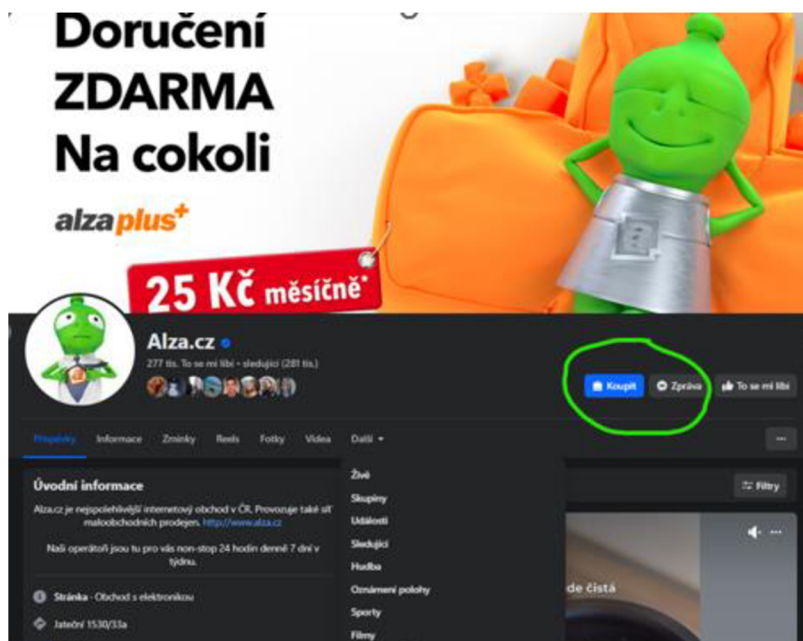 Doručení
ZDARMA
Na cokoli
alzaplus+
25 Kč měsíčně*
Alza.cz
277 tis. To se mi líbí • sledující (281 tis.)
Koupit
Zpráva
To se mi líbí
Příspěvky
Informace
Zmínky
Reels
Fotky
Videa
Další
Úvodní informace
Alza.cz je nejspolehlivější internetový obchod v ČR. Provozuje také síť
maloobchodních prodejen. http://www.alza.cz
Naši operátoři jsou tu pro vás non-stop 24 hodin denně 7 dní v
týdnu.
Stránka · Obchod s elektronikou
Jateční 1530/33a
Živě
Skupiny
Události
Sledující
Hudba
Oznámení polohy
Sporty
Filmy
Filtry
de čistá